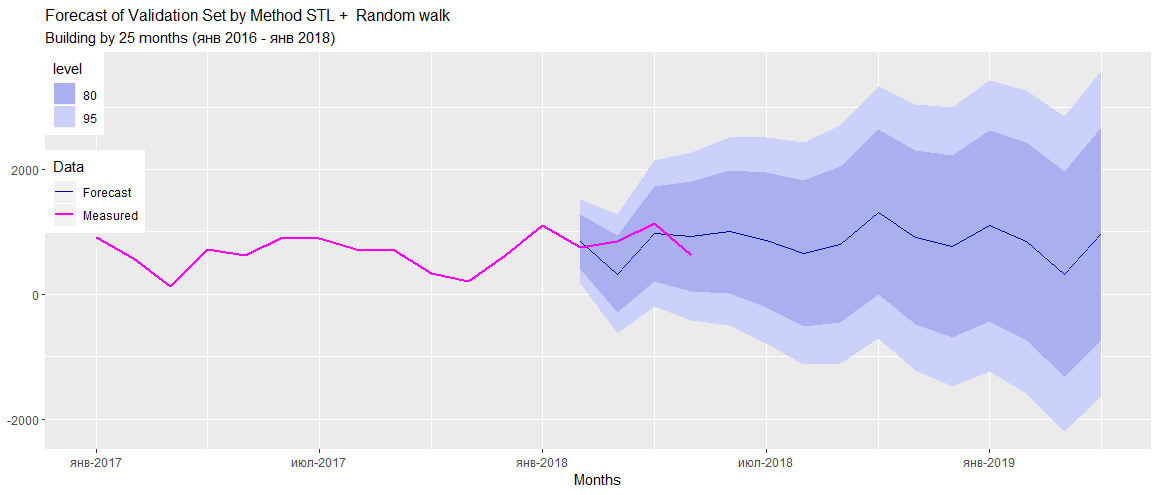 Forecast of Validation Set by Method STL +  Random walk
Building by 25 months (янв 2016 - янв 2018)
level
80
95
Data
Forecast
Measured
2000
0
-2000
янв-2017
июл-2017
янв-2018
июл-2018
янв-2019
Months